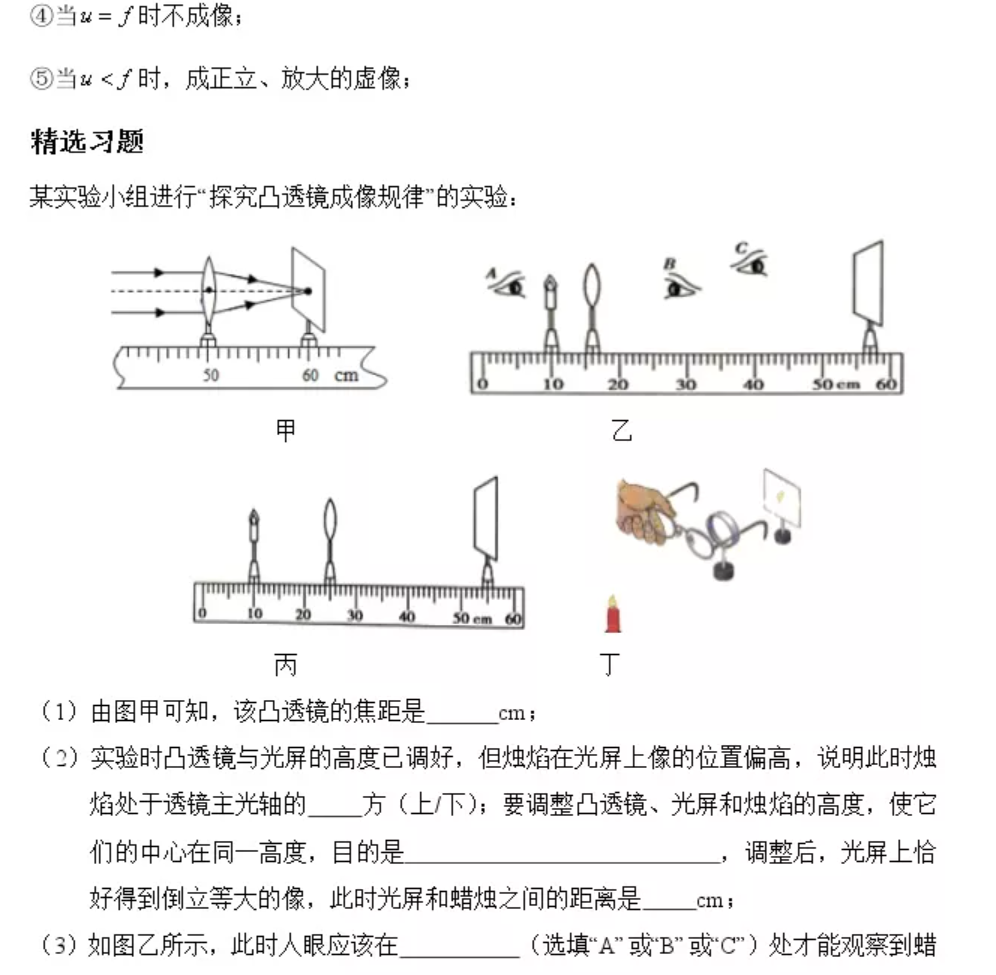 ④当u = f 时不成像；
⑤当u < f 时，成正立、放大的虚像；
精选习题
某实验小组进行“探究凸透镜成像规律”的实验：
A B C
50 60 cm
0 10 20 30 40 50 cm 60
甲 乙
0 10 20 30 40 50 cm 60
丙 丁
（1）由图甲可知，该凸透镜的焦距是______cm；
（2）实验时凸透镜与光屏的高度已调好，但烛焰在光屏上像的位置偏高，说明此时烛
焰处于透镜主光轴的____方（上/下）；要调整凸透镜、光屏和烛焰的高度，使它
们的中心在同一高度，目的是________________________，调整后，光屏上恰
好得到倒立等大的像，此时光屏和蜡烛之间的距离是____cm；
（3）如图乙所示，此时人眼应该在_________（选填“A”或“B”或“C”）处才能观察到蜡